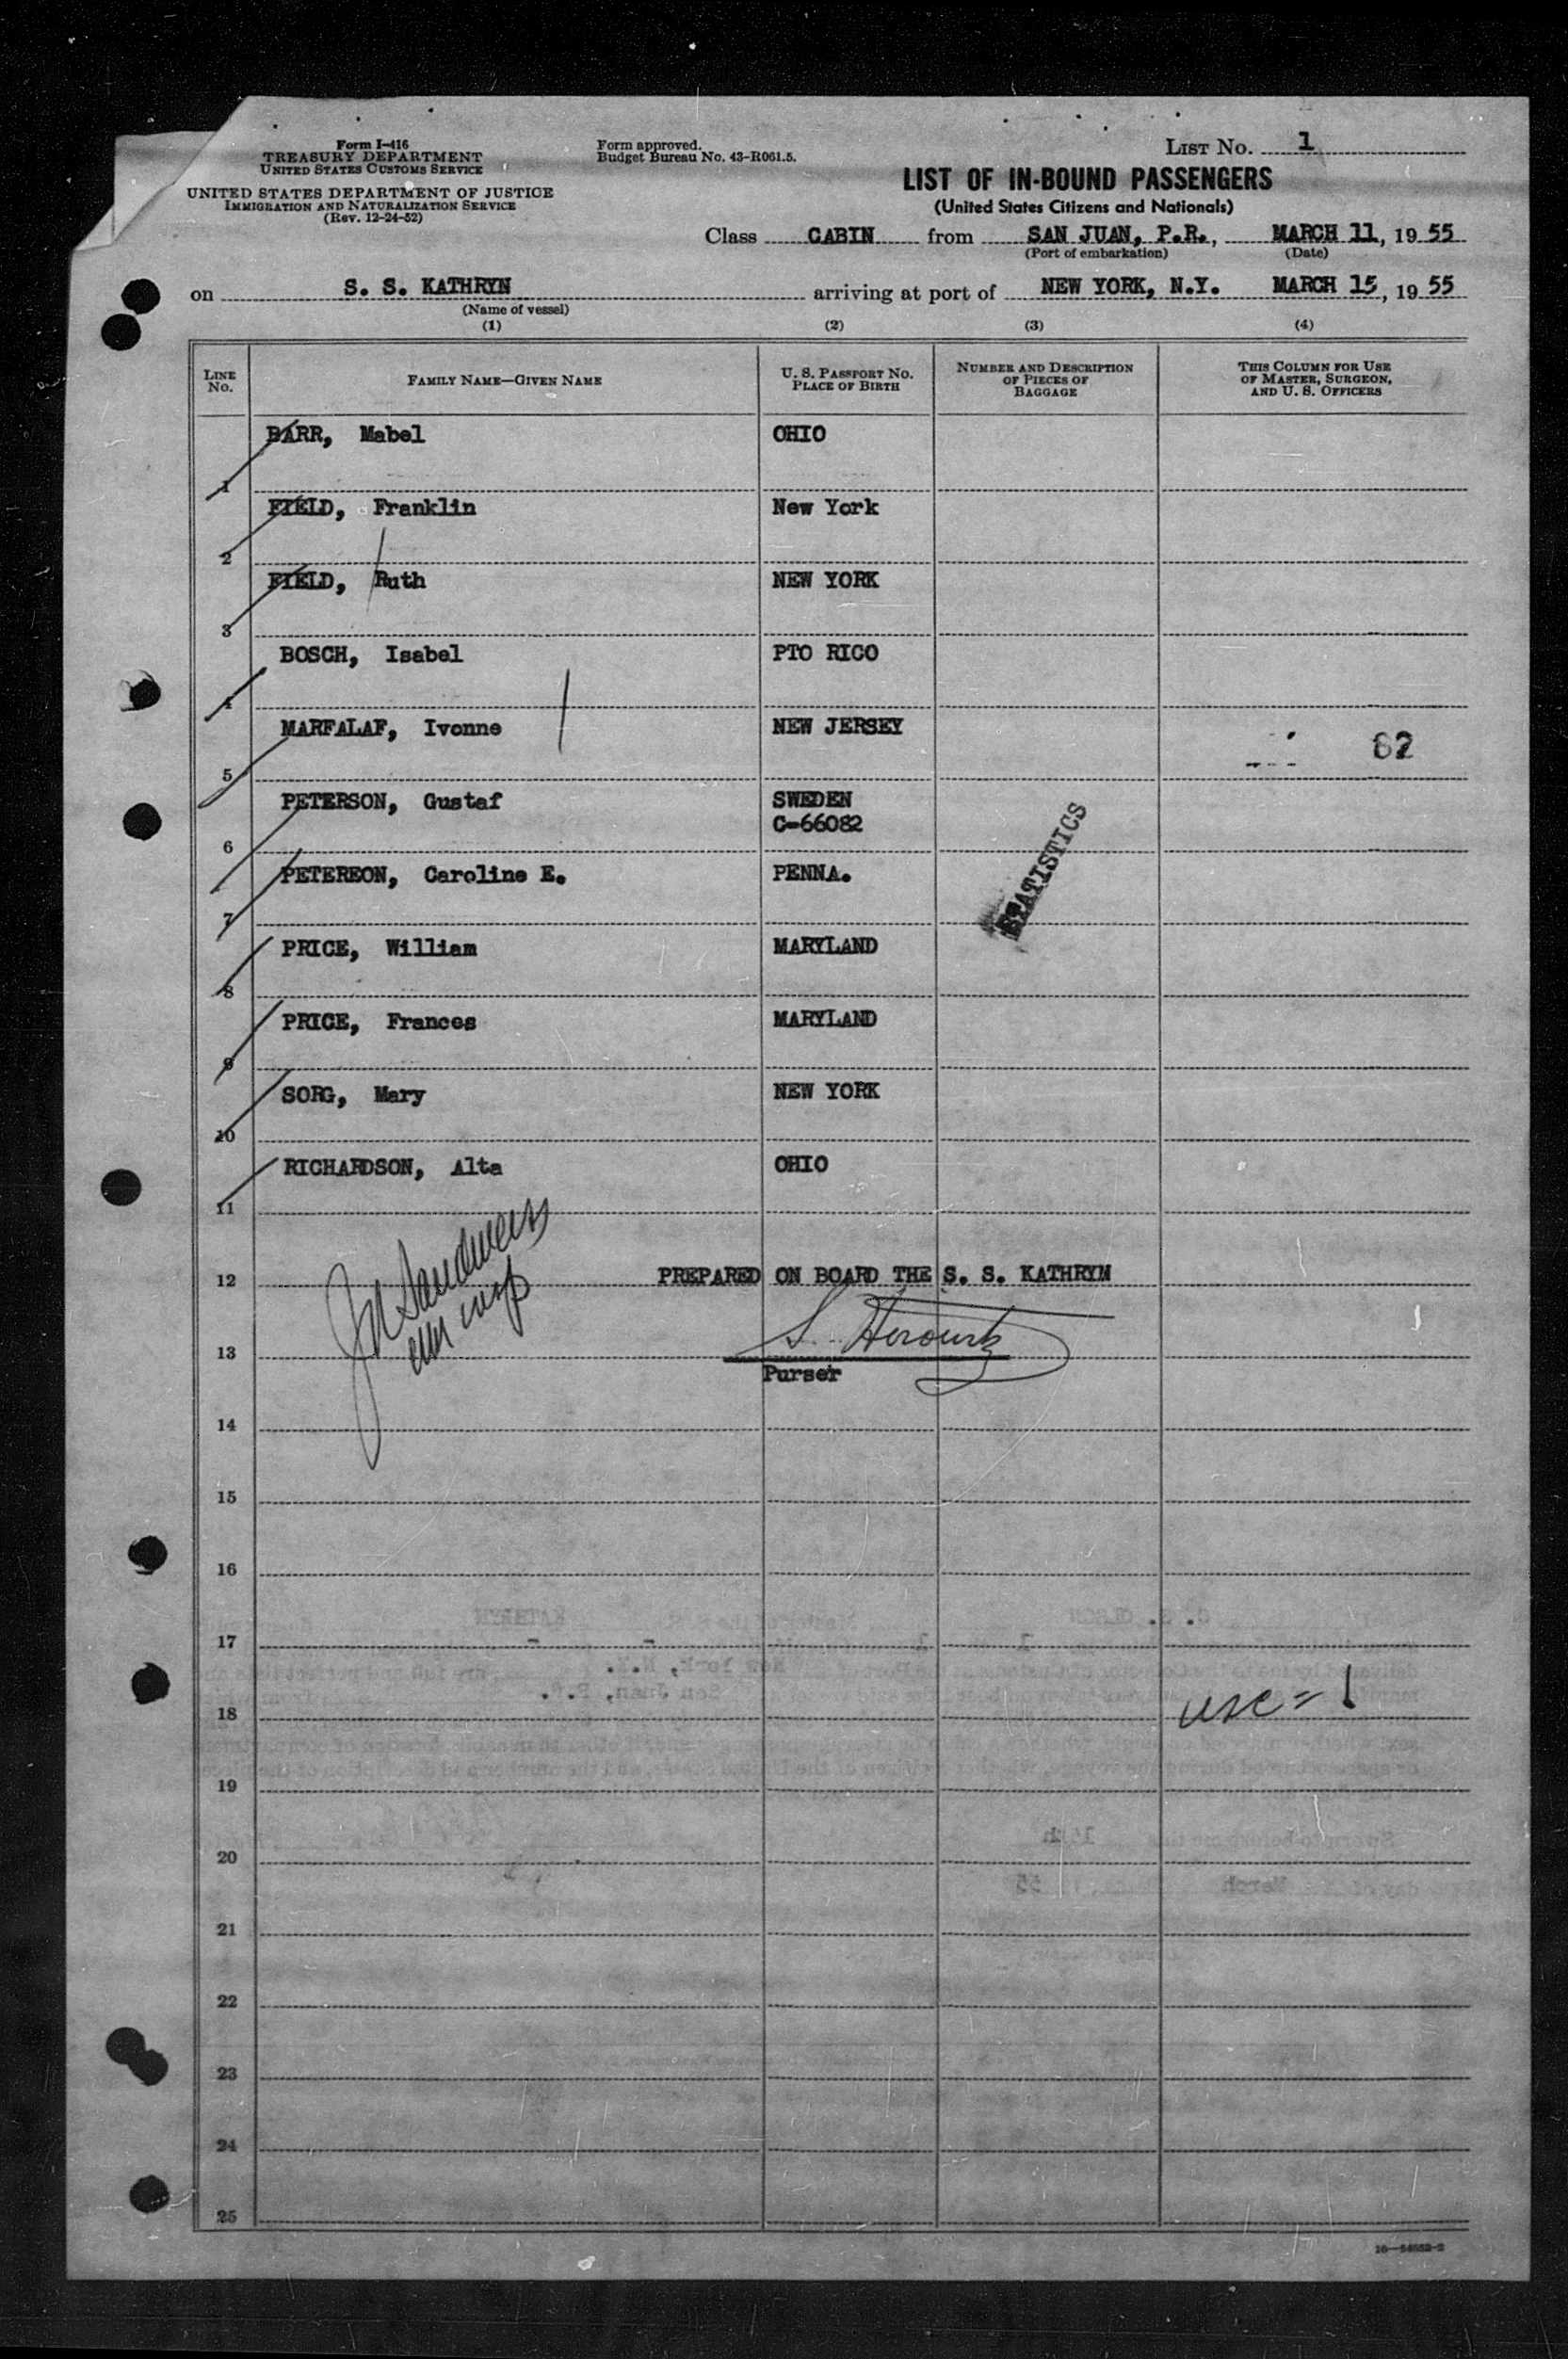 Form I-416
TREASURY DEPARTMENT
UNITED STATES CUSTOMS SERVICE
UNITED STATES DEPARTMENT OF JUSTICE
IMMIGRATION AND NATURALIZATION SERVICE
(Rev. 12-24-52)
Form approved.
Budget Bureau No. 43-R061.5.
LIST NO. 1
LIST OF IN-BOUND PASSENGERS
(United States Citizens and Nationals)
Class CABIN from SAN JUAN, P.R., MARCH 11, 19 55
(Port of embarkation) (Date)
on S. S. KATHRYN arriving at port of NEW YORK, N.Y. MARCH 15, 19 55
(Name of vessel)
(1) (2) (3) (4)
LINE NO. FAMILY NAME—GIVEN NAME U. S. PASSPORT NO. PLACE OF BIRTH NUMBER AND DESCRIPTION OF PIECES OF BAGGAGE THIS COLUMN FOR USE OF MASTER, SURGEON, AND U. S. OFFICERS
1 BARR, Mabel OHIO
2 FIELD, Franklin New York
3 FIELD, Ruth NEW YORK
4 BOSCH, Isabel PTO RICO
5 MARFALAF, Ivonne NEW JERSEY 82
6 PETERSON, Gustaf SWEDEN
C-66082
STATISTICS
7 PETEREON, Caroline E. PENNA.
8 PRICE, William MARYLAND
9 PRICE, Frances MARYLAND
10 SORG, Mary NEW YORK
11 RICHARDSON, Alta OHIO
12 PREPARED ON BOARD THE S. S. KATHRYN
13
Purser
14
15
16
17
18 USC = 1
19
20
21
22
23
24
25